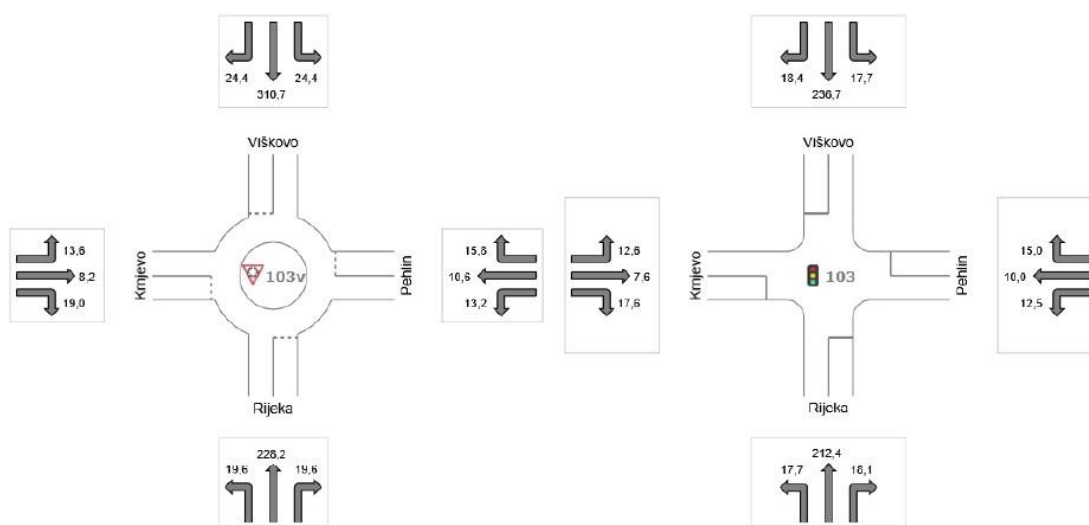 24,4 24,4
310,7
Viškovo
13,6
8,2
19,0
Krnjevo
103v
Pehlin
15,8
10,6
13,2
Rijeka
228,2
19,6 19,6
18,4 17,7
236,7
Viškovo
12,6
7,6
17,6
Krnjevo
103
Pehlin
15,0
10,0
12,5
Rijeka
212,4
17,7 18,1